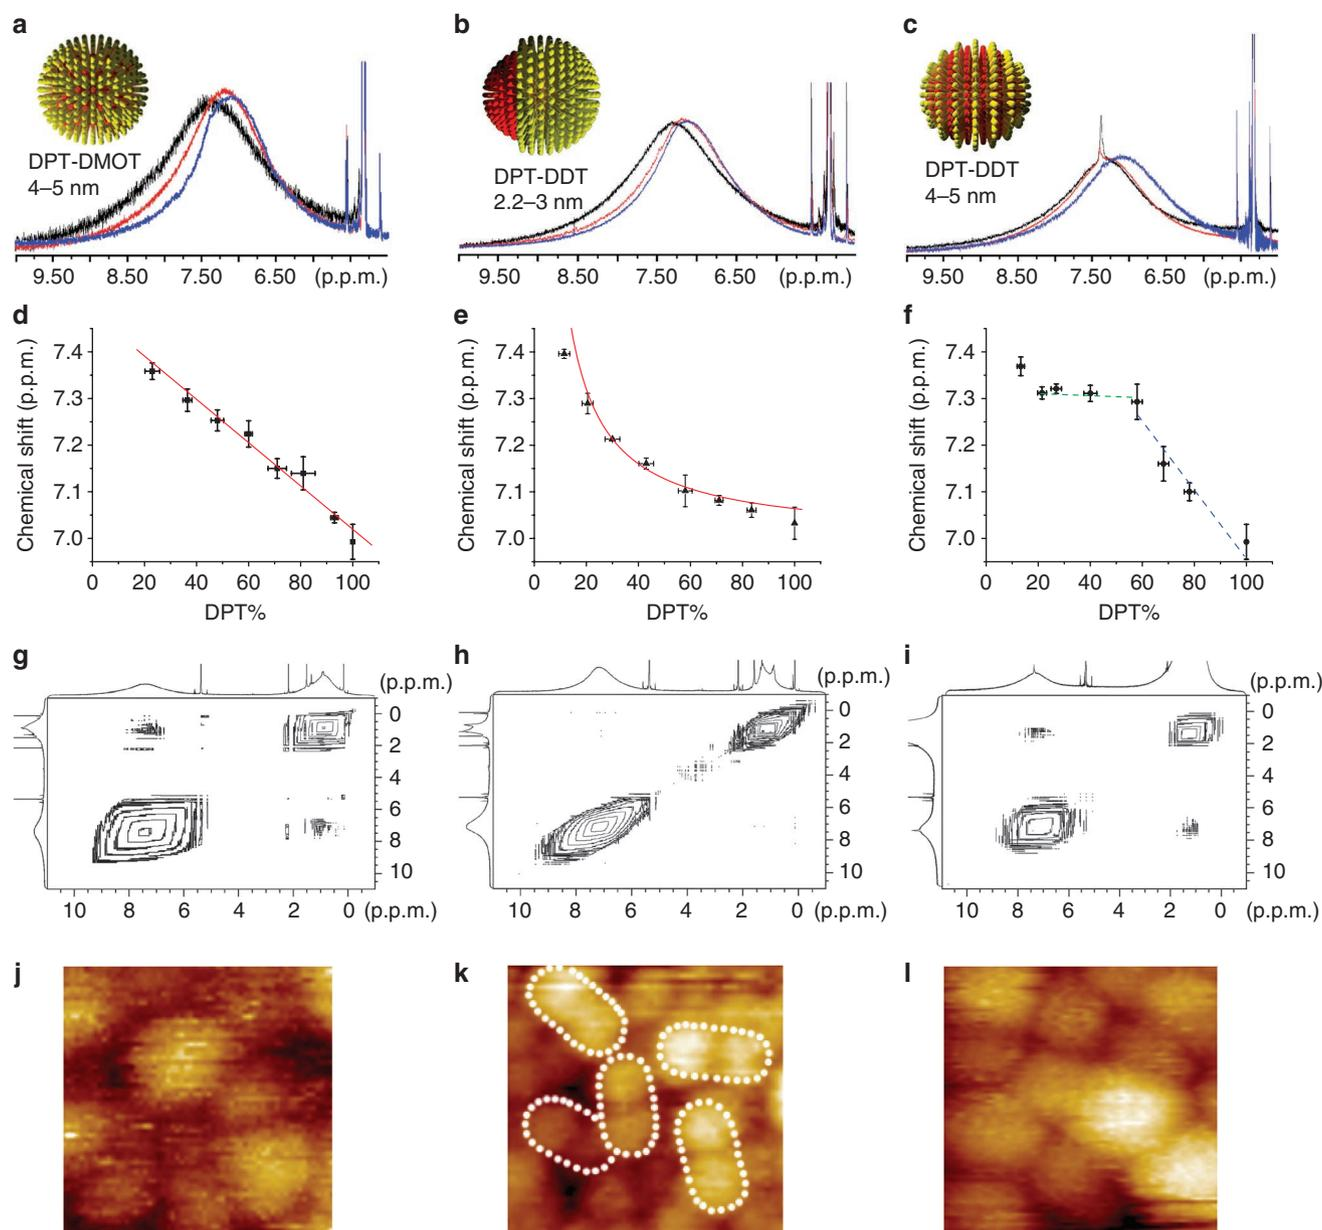 a
DPT-DMOT
4–5 nm
9.50 8.50 7.50 6.50 (p.p.m.)
b
DPT-DDT
2.2–3 nm
9.50 8.50 7.50 6.50 (p.p.m.)
c
DPT-DDT
4–5 nm
9.50 8.50 7.50 6.50 (p.p.m.)
d
Chemical shift (p.p.m.)
7.4
7.3
7.2
7.1
7.0
0 20 40 60 80 100
DPT%
e
Chemical shift (p.p.m.)
7.4
7.3
7.2
7.1
7.0
0 20 40 60 80 100
DPT%
f
Chemical shift (p.p.m.)
7.4
7.3
7.2
7.1
7.0
0 20 40 60 80 100
DPT%
g
(p.p.m.)
0
2
4
6
8
10
10 8 6 4 2 0 (p.p.m.)
h
(p.p.m.)
0
2
4
6
8
10
10 8 6 4 2 0 (p.p.m.)
i
(p.p.m.)
0
2
4
6
8
10
10 8 6 4 2 0 (p.p.m.)
j
k
l